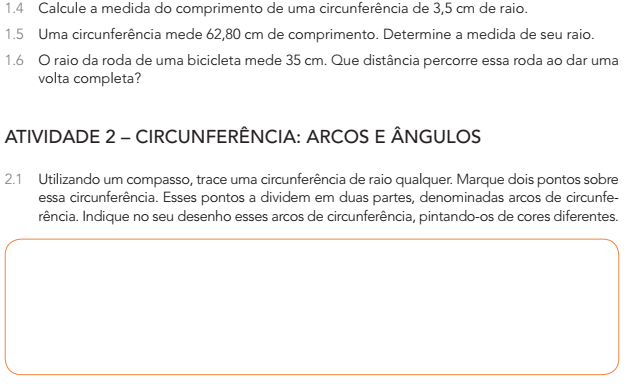 1.4 Calcule a medida do comprimento de uma circunferência de 3,5 cm de raio.
1.5 Uma circunferência mede 62,80 cm de comprimento. Determine a medida de seu raio.
1.6 O raio da roda de uma bicicleta mede 35 cm. Que distância percorre essa roda ao dar uma
volta completa?
ATIVIDADE 2 – CIRCUNFERÊNCIA: ARCOS E ÂNGULOS
2.1 Utilizando um compasso, trace uma circunferência de raio qualquer. Marque dois pontos sobre
essa circunferência. Esses pontos a dividem em duas partes, denominadas arcos de circunfe-
rência. Indique no seu desenho esses arcos de circunferência, pintando-os de cores diferentes.